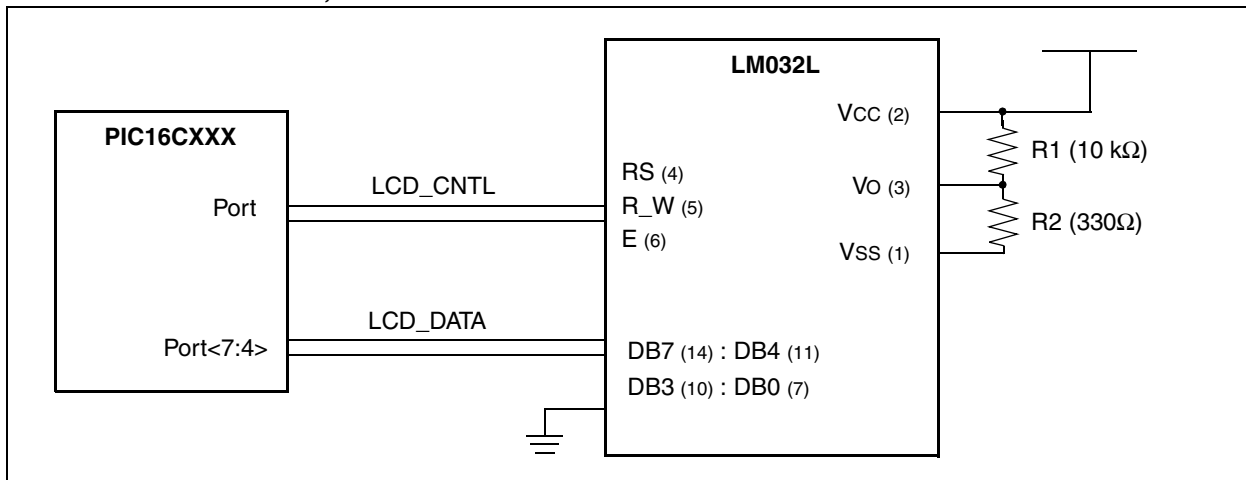 PIC16CXXX
Port
Port<7:4>
LCD_CNTL
LCD_DATA
LM032L
RS (4)
R_W (5)
E (6)
DB7 (14) : DB4 (11)
DB3 (10) : DB0 (7)
VCC (2)
VO (3)
VSS (1)
R1 (10 kΩ)
R2 (330Ω)